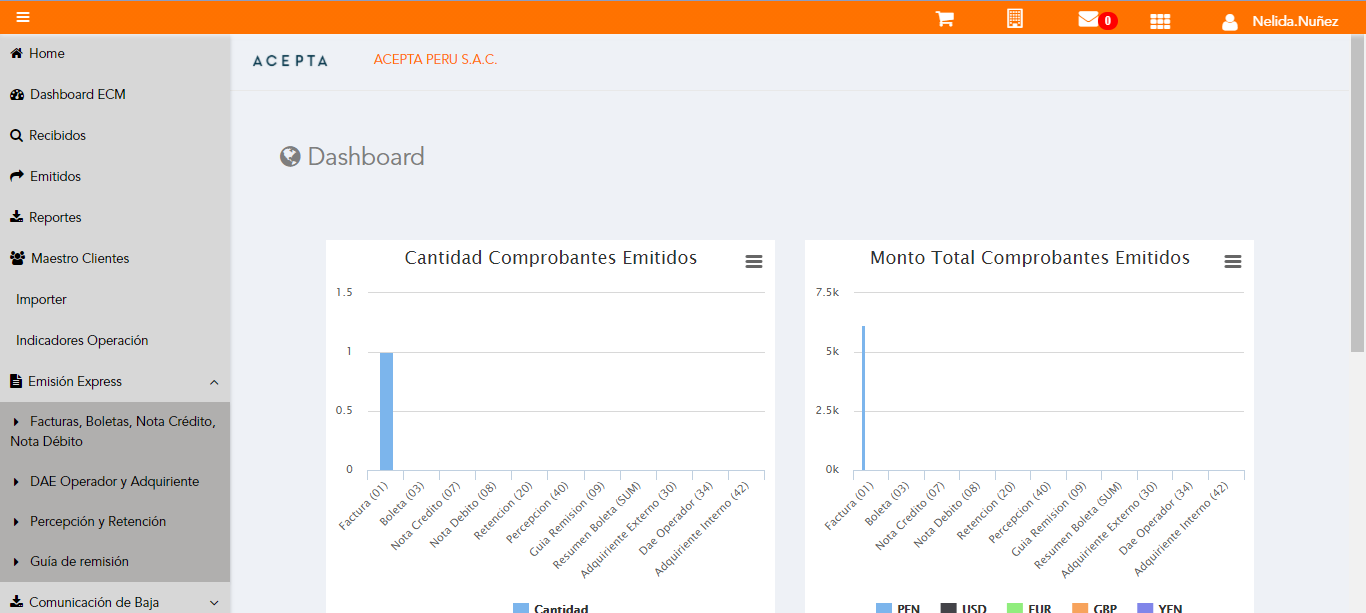 0
Nelida.Nuñez
Home
Dashboard ECM
Recibidos
Emitidos
Reportes
Maestro Clientes
Importer
Indicadores Operación
Emisión Express
Facturas, Boletas, Nota Crédito,
Nota Débito
DAE Operador y Adquiriente
Percepción y Retención
Guía de remisión
Comunicación de Baja
ACEPTA
ACEPTA PERU S.A.C.
Dashboard
Cantidad Comprobantes Emitidos
1.5
1
0.5
0
Factura (01)
Boleta (03)
Nota Credito (07)
Nota Debito (08)
Retencion (20)
Percepcion (40)
Guia Remision (09)
Resumen Boleta (SUM)
Adquiriente Externo (30)
Dae Operador (34)
Adquiriente Interno (42)
Cantidad
Monto Total Comprobantes Emitidos
7.5k
5k
2.5k
0k
Factura (01)
Boleta (03)
Nota Credito (07)
Nota Debito (08)
Retencion (20)
Percepcion (40)
Guia Remision (09)
Resumen Boleta (SUM)
Adquiriente Externo (30)
Dae Operador (34)
Adquiriente Interno (42)
PEN USD EUR GBP YEN